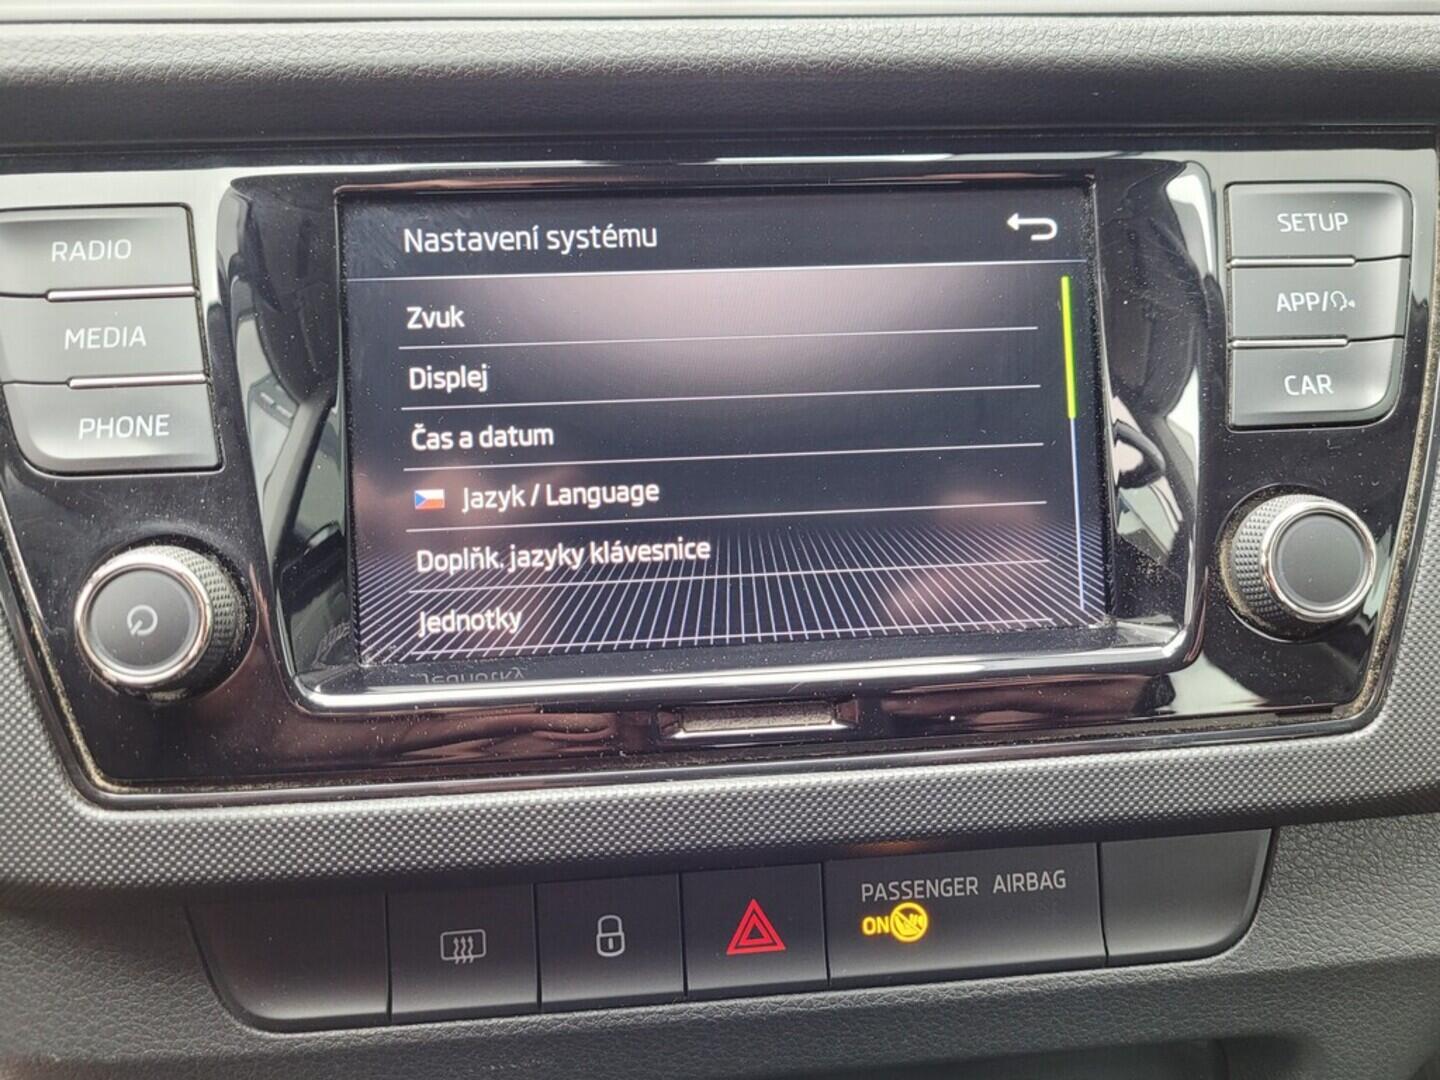 RADIO
MEDIA
PHONE
Nastavení systému
Zvuk
Displej
Čas a datum
Jazyk / Language
Doplňk. jazyky klávesnice
Jednotky
SETUP
APP/
CAR
PASSENGER AIRBAG
ON